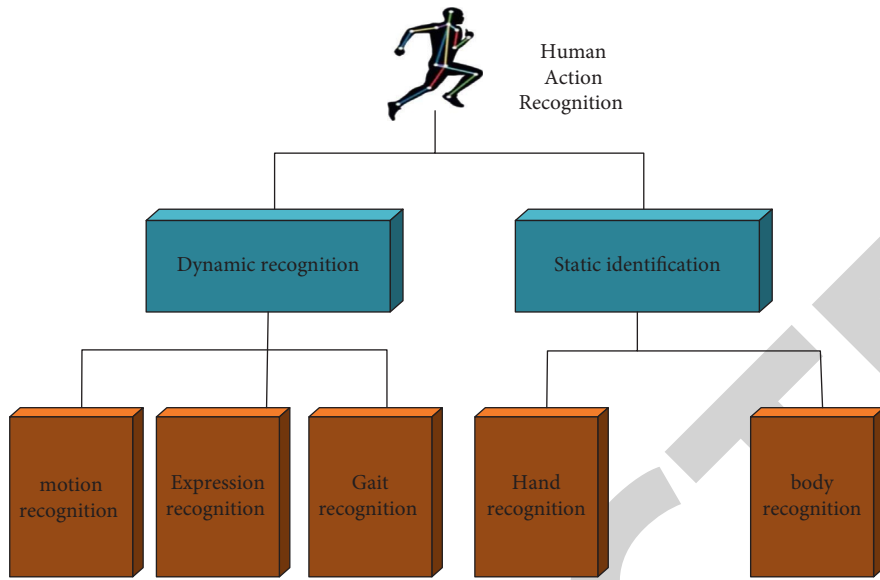 Human
Action
Recognition
Dynamic recognition
Static identification
motion
recognition
Expression
recognition
Gait
recognition
Hand
recognition
body
recognition